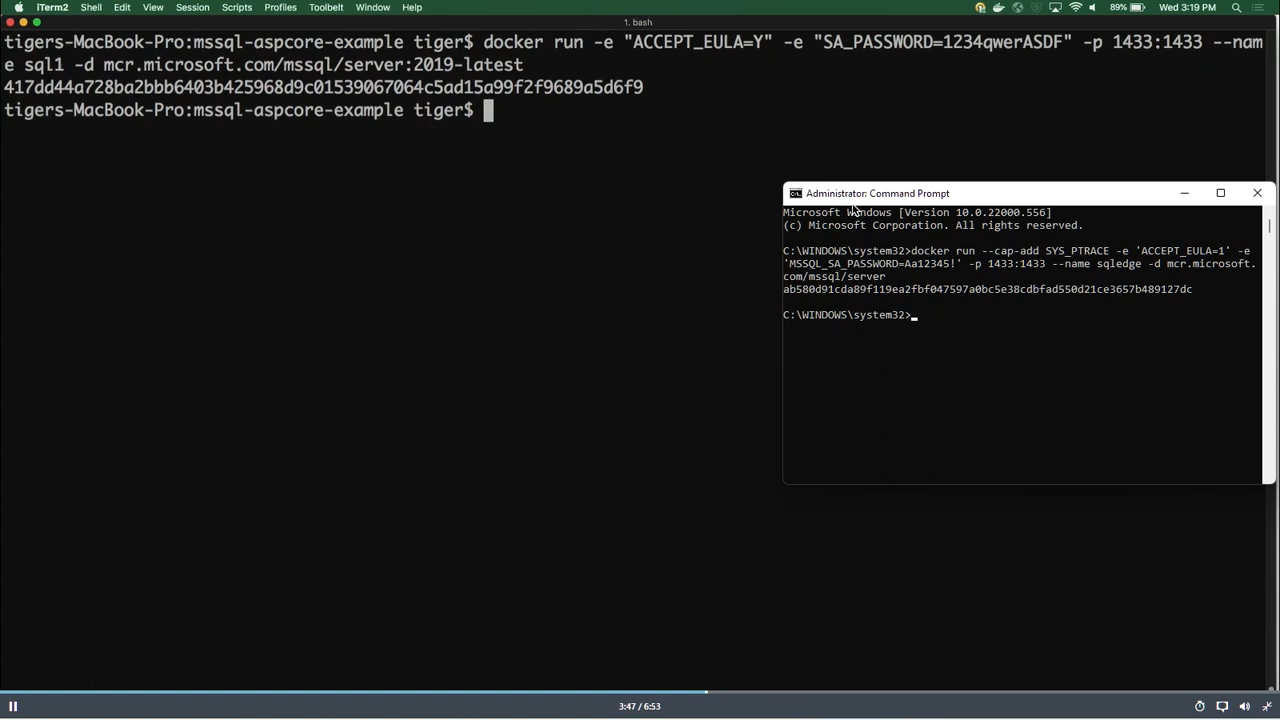 iTerm2 Shell Edit View Session Scripts Profiles Toolbelt Window Help 89% Wed 3:19 PM
1. bash
tigers-MacBook-Pro:mssql-aspcore-example tiger$ docker run -e "ACCEPT_EULA=Y" -e "SA_PASSWORD=1234qwerASDF" -p 1433:1433 --nam
e sql1 -d mcr.microsoft.com/mssql/server:2019-latest
417dd44a728ba2bbb6403b425968d9c01539067064c5ad15a99f2f9689a5d6f9
tigers-MacBook-Pro:mssql-aspcore-example tiger$
Administrator: Command Prompt
Microsoft Windows [Version 10.0.22000.556]
(c) Microsoft Corporation. All rights reserved.
C:\WINDOWS\system32>docker run --cap-add SYS_PTRACE -e 'ACCEPT_EULA=1' -e
'MSSQL_SA_PASSWORD=Aa12345!' -p 1433:1433 --name sqledge -d mcr.microsoft.
com/mssql/server
ab580d91cda89f119ea2fbf047597a0bc5e38cdbfad550d21ce3657b489127dc
C:\WINDOWS\system32>
3:47 / 6:53